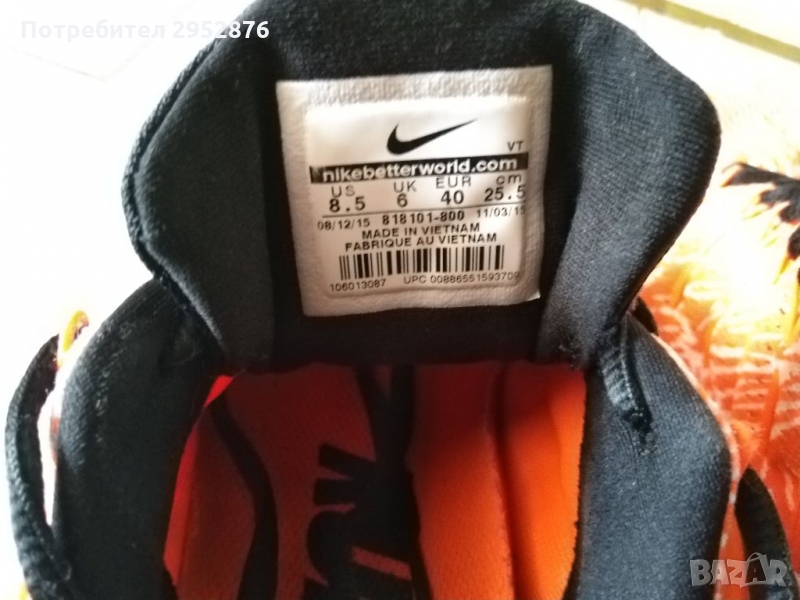 Потребител 2952876
VT
nikebetterworld.com
US UK EUR cm
8.5 6 40 25.5
08/12/15 818101-800 11/03/15
MADE IN VIETNAM
FABRIQUE AU VIETNAM
106013087 UPC 00886551593709
BAZAR